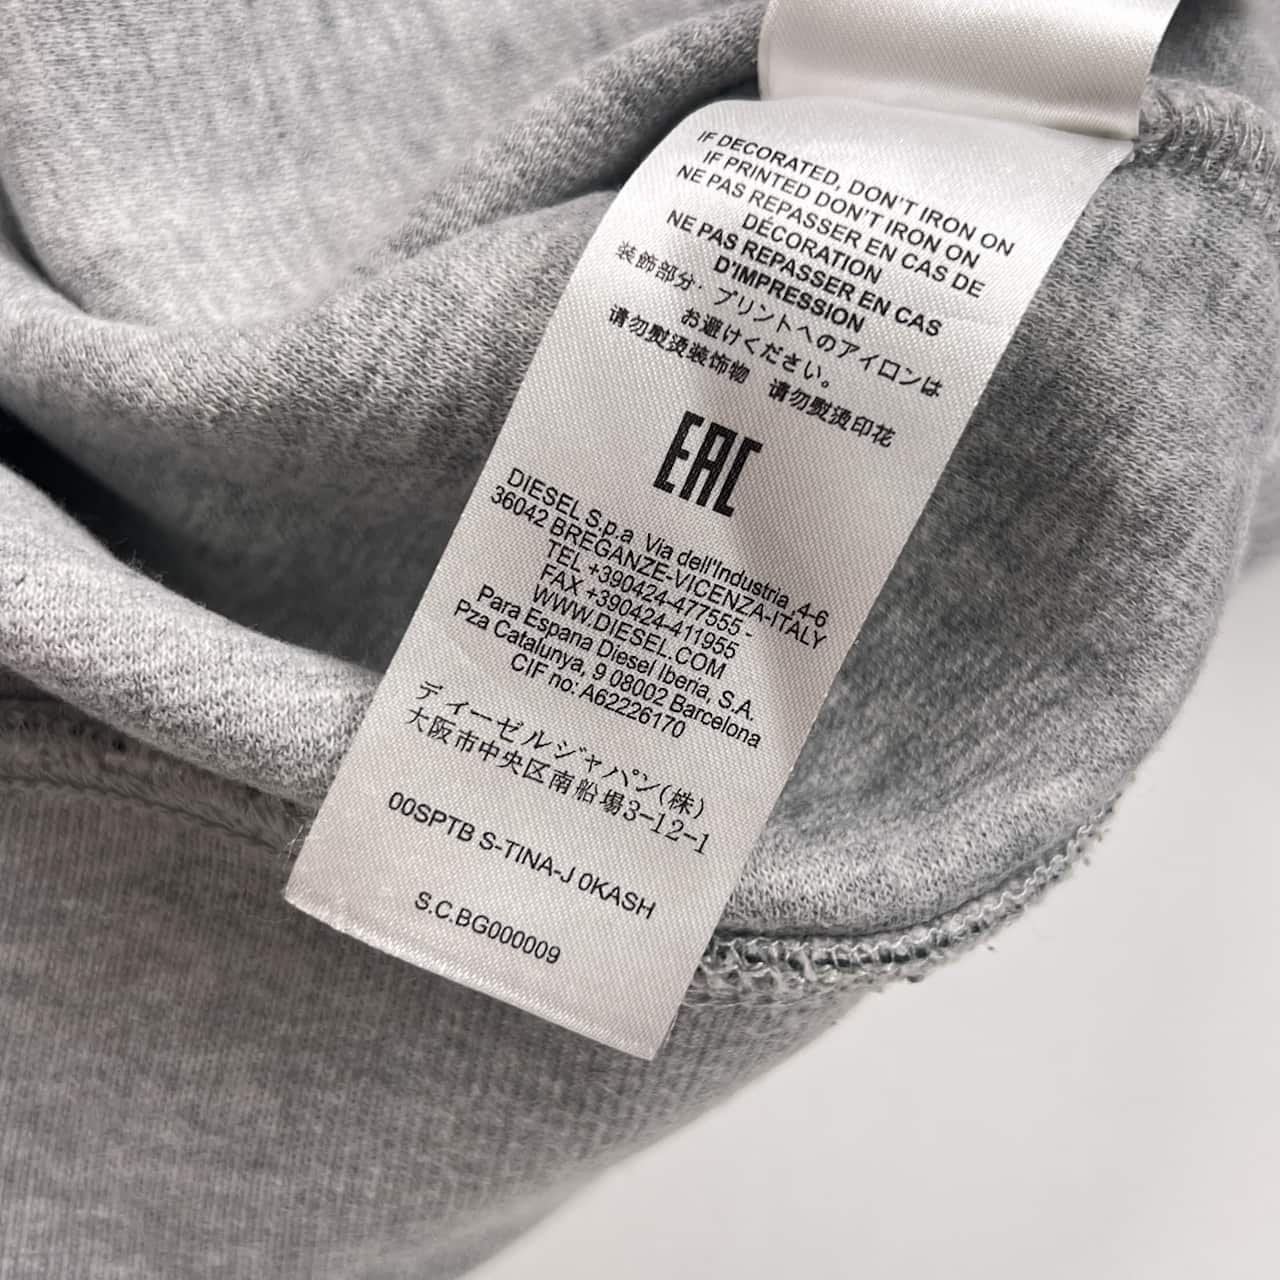 IF DECORATED, DON'T IRON ON
IF PRINTED DON'T IRON ON
NE PAS REPASSER EN CAS DE
DÉCORATION
NE PAS REPASSER EN CAS
D'IMPRESSION
装飾部分・プリントへのアイロンは
お避けください。
请勿熨烫装饰物 请勿熨烫印花
EAC
DIESEL S.p.a Via dell'Industria ,4-6
36042 BREGANZE-VICENZA-ITALY
TEL +390424-477555 -
FAX +390424-411955
WWW.DIESEL.COM
Para Espana Diesel Iberia, S.A.
Pza Catalunya, 9 08002 Barcelona
CIF no: A62226170
ディーゼルジャパン(株)
大阪市中央区南船場3-12-1
00SPTB S-TINA-J 0KASH
S.C.BG000009